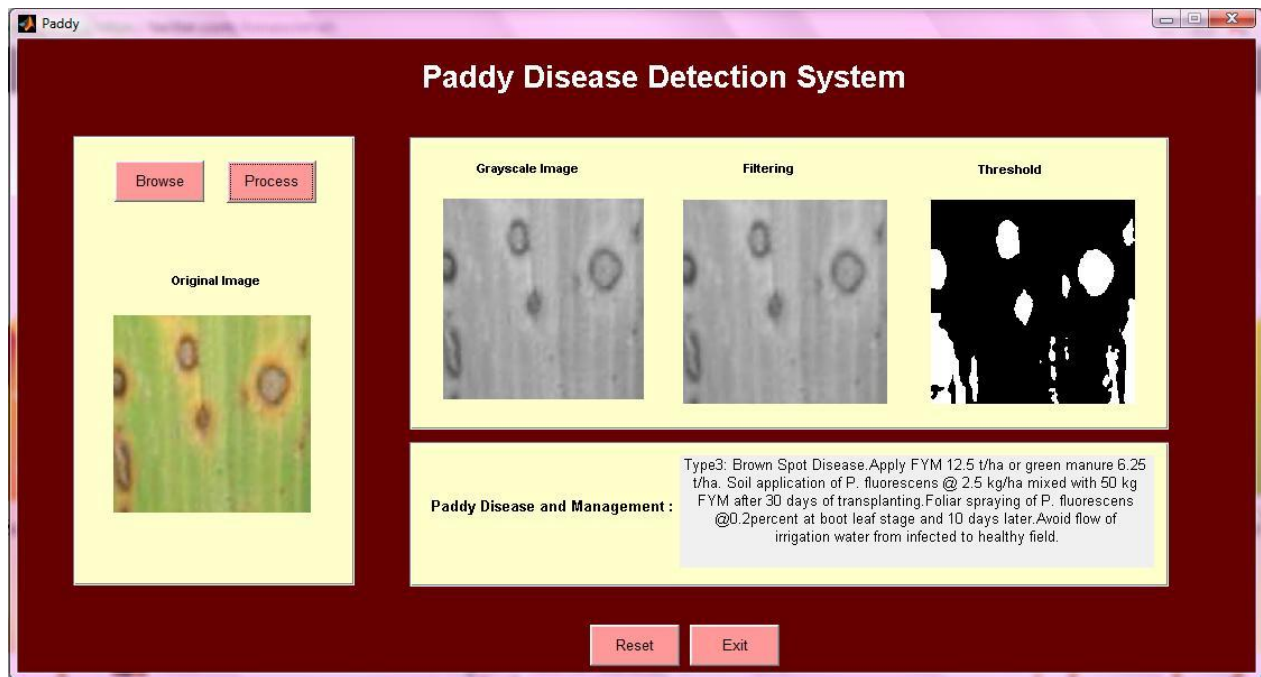 Paddy
Paddy Disease Detection System
Browse
Process
Original Image
Grayscale Image
Filtering
Threshold
Paddy Disease and Management :
Type3: Brown Spot Disease.Apply FYM 12.5 t/ha or green manure 6.25
t/ha. Soil application of P. fluorescens @ 2.5 kg/ha mixed with 50 kg
FYM after 30 days of transplanting.Foliar spraying of P. fluorescens
@0.2percent at boot leaf stage and 10 days later.Avoid flow of
irrigation water from infected to healthy field.
Reset
Exit